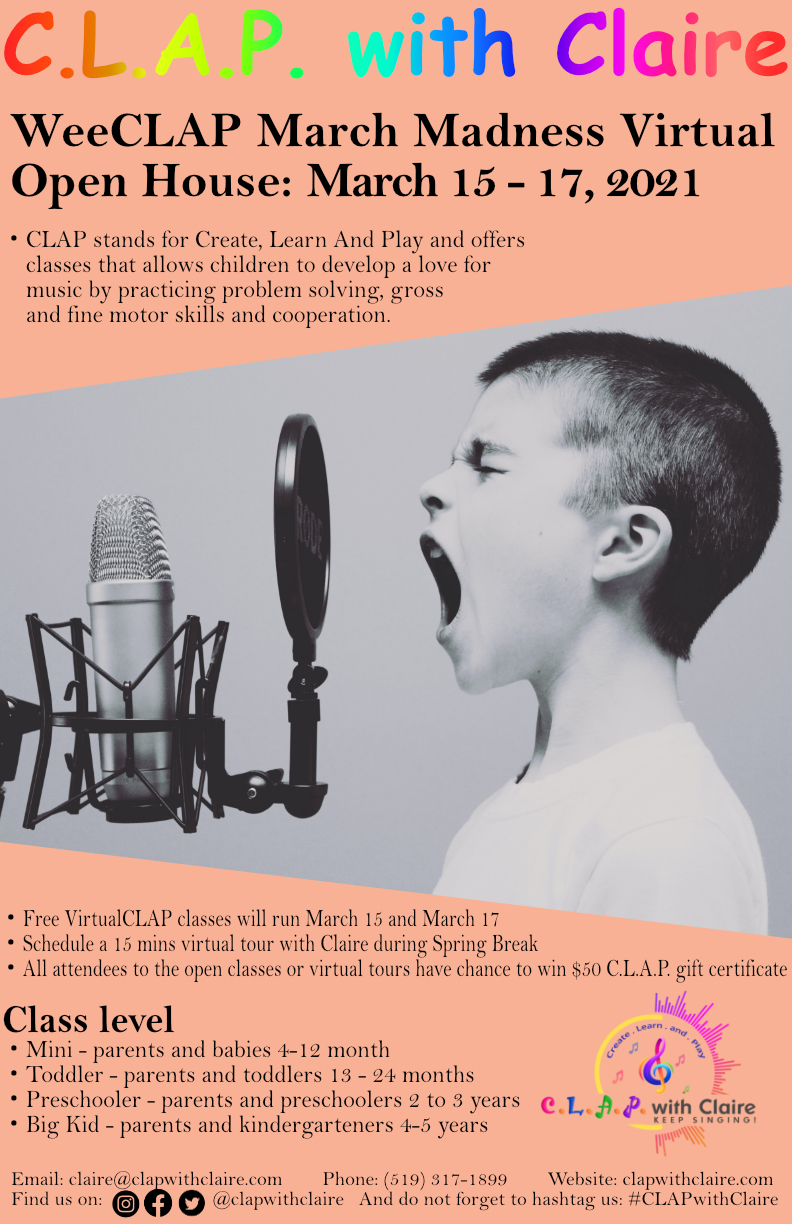 C.L.A.P. with Claire
WeeCLAP March Madness Virtual
Open House: March 15 - 17, 2021
• CLAP stands for Create, Learn And Play and offers
classes that allows children to develop a love for
music by practicing problem solving, gross
and fine motor skills and cooperation.
RODE
• Free VirtualCLAP classes will run March 15 and March 17
• Schedule a 15 mins virtual tour with Claire during Spring Break
• All attendees to the open classes or virtual tours have chance to win $50 C.L.A.P. gift certificate
Class level
• Mini - parents and babies 4-12 month
• Toddler - parents and toddlers 13 - 24 months
• Preschooler - parents and preschoolers 2 to 3 years
• Big Kid - parents and kindergarteners 4-5 years
Create . Learn . and . Play
C.L.A.P. with Claire
KEEP SINGING!
Email: claire@clapwithclaire.com Phone: (519) 317-1899 Website: clapwithclaire.com
Find us on: @clapwithclaire And do not forget to hashtag us: #CLAPwithClaire